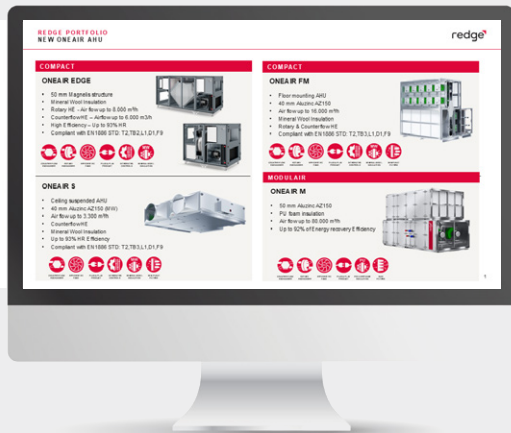 REDGE PORTFOLIO
NEW ONEAIR AHU
redge
COMPACT
ONEAIR EDGE
• 50 mm Magnelis structure
• Mineral Wool Insulation
• Rotary HE – Air flow up to 8.000 m³/h
• Counterflow HE – Airflow up to 6.000 m3/h
• High Efficiency – Up to 93% HR
• Compliant with EN1886 STD: T2,TB2,L1,D1,F9
ONEAIR S
• Ceiling suspended AHU
• 40 mm Aluzinc AZ150 (MW)
• Air flow up to 3.300 m³/h
• Counterflow HE
• Mineral Wool Insulation
• Up to 93% HR Efficiency
• Compliant with EN1886 STD: T2,TB3,L1,D1,F9
COMPACT
ONEAIR FM
• Floor mounting AHU
• 40 mm Aluzinc AZ150
• Air flow up to 16.000 m³/h
• Mineral Wool Insulation
• Rotary & Counterflow HE
• Compliant with EN1886 STD: T2,TB3,L1,D1,F9
MODULAIR
ONEAIR M
• 50 mm Aluzinc AZ150
• PU foam insulation
• Air flow up to 80.000 m³/h
• Up to 92% of Energy recovery Efficiency